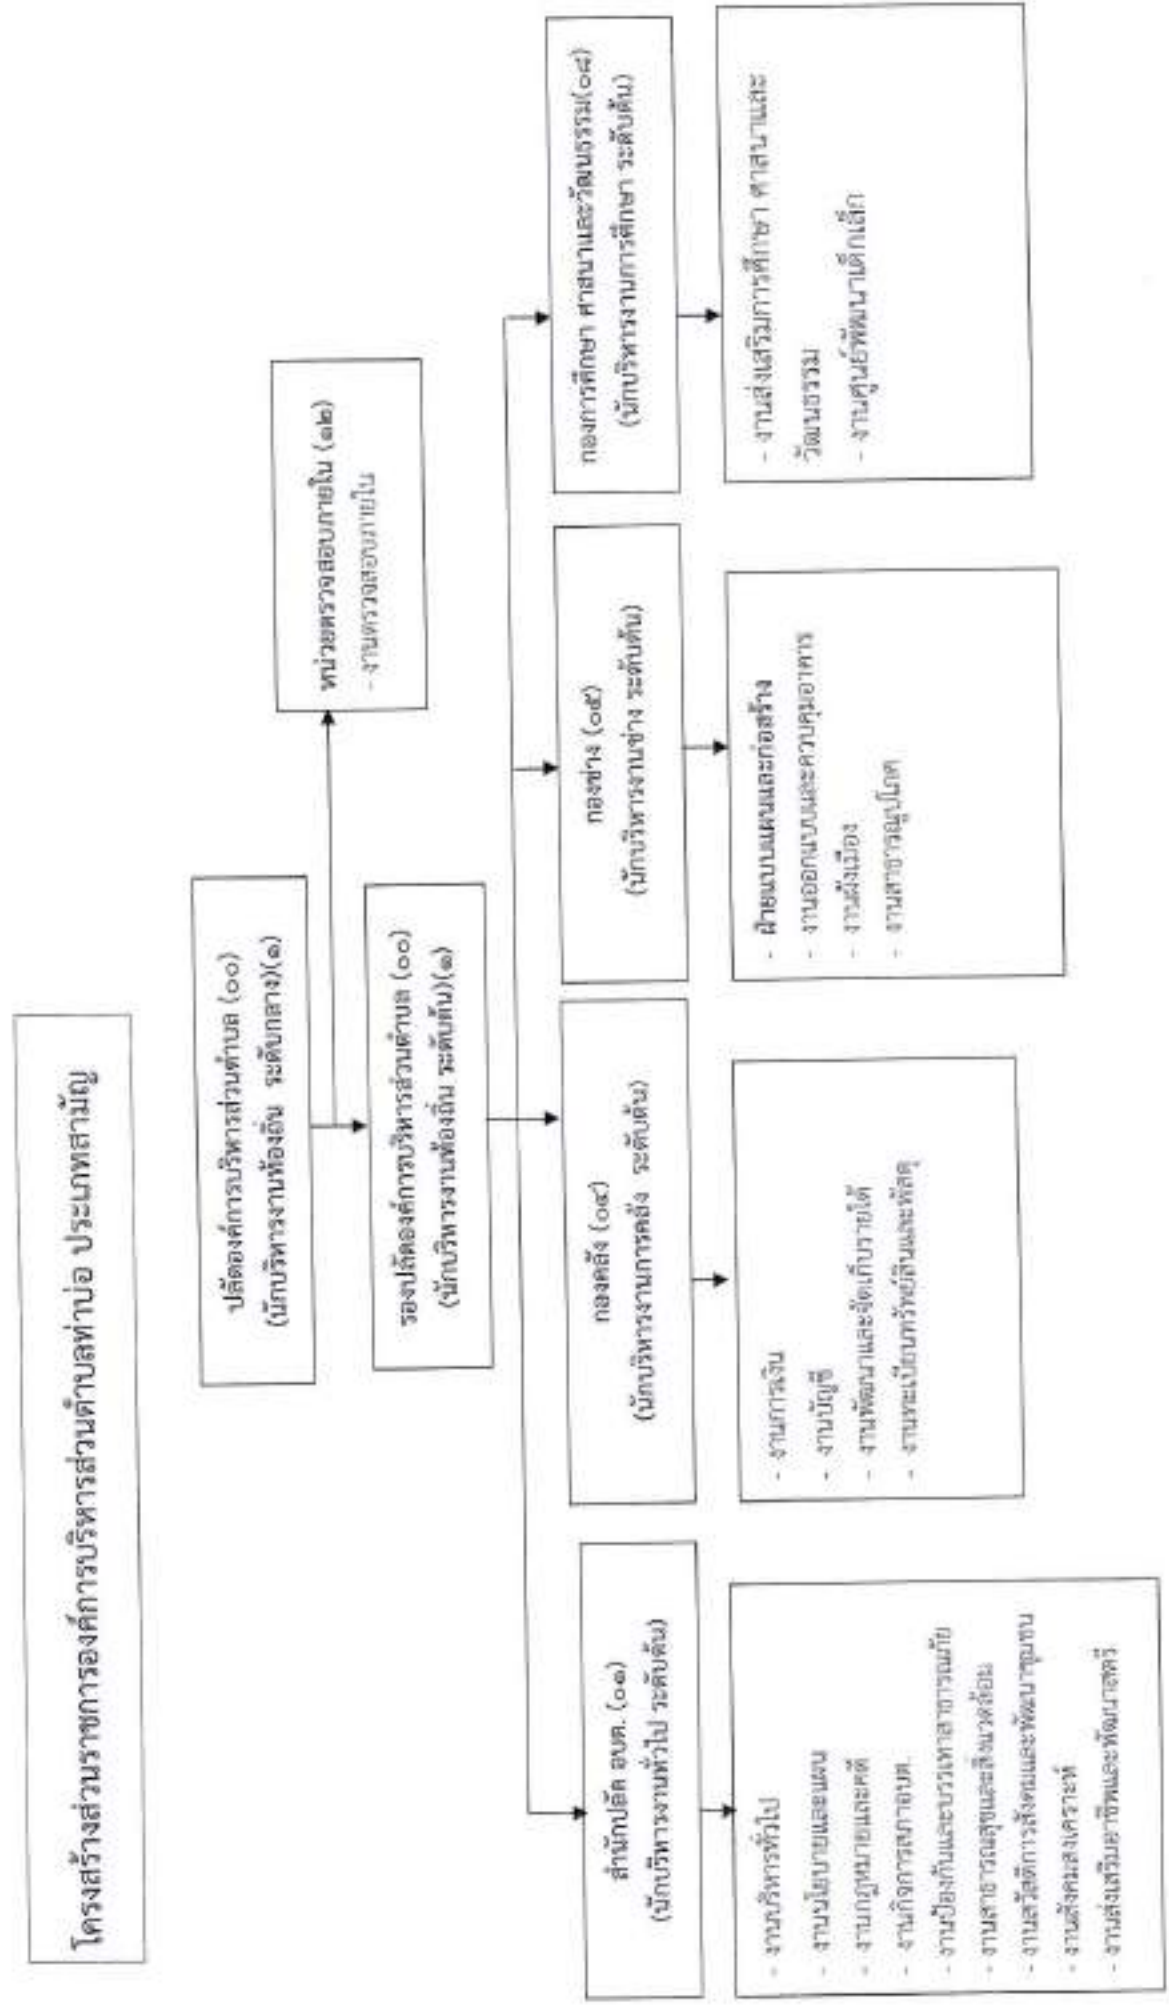 โครงสร้างส่วนราชการองค์การบริหารส่วนตำบลท่าบ่อ ประเภทสามัญ
ปลัดองค์การบริหารส่วนตำบล (๐๐)
(นักบริหารงานท้องถิ่น ระดับกลาง)(๑)
หน่วยตรวจสอบภายใน (๑๒)
- งานตรวจสอบภายใน
รองปลัดองค์การบริหารส่วนตำบล (๐๐)
(นักบริหารงานท้องถิ่น ระดับต้น)(๑)
สำนักปลัด อบต. (๐๑)
(นักบริหารงานทั่วไป ระดับต้น)
- งานบริหารทั่วไป
- งานนโยบายและแผน
- งานกฎหมายและคดี
- งานกิจการสภาอบต.
- งานป้องกันและบรรเทาสาธารณภัย
- งานสาธารณสุขและสิ่งแวดล้อม
- งานสวัสดิการสังคมและพัฒนาชุมชน
- งานสังคมสงเคราะห์
- งานส่งเสริมอาชีพและพัฒนาสตรี
กองคลัง (๐๔)
(นักบริหารงานการคลัง ระดับต้น)
- งานการเงิน
- งานบัญชี
- งานพัฒนาและจัดเก็บรายได้
- งานทะเบียนทรัพย์สินและพัสดุ
กองช่าง (๐๕)
(นักบริหารงานช่าง ระดับต้น)
- ฝ่ายแบบแผนและก่อสร้าง
- งานออกแบบและควบคุมอาคาร
- งานผังเมือง
- งานสาธารณูปโภค
กองการศึกษา ศาสนาและวัฒนธรรม(๐๘)
(นักบริหารงานการศึกษา ระดับต้น)
- งานส่งเสริมการศึกษา ศาสนาและ
วัฒนธรรม
- งานศูนย์พัฒนาเด็กเล็ก